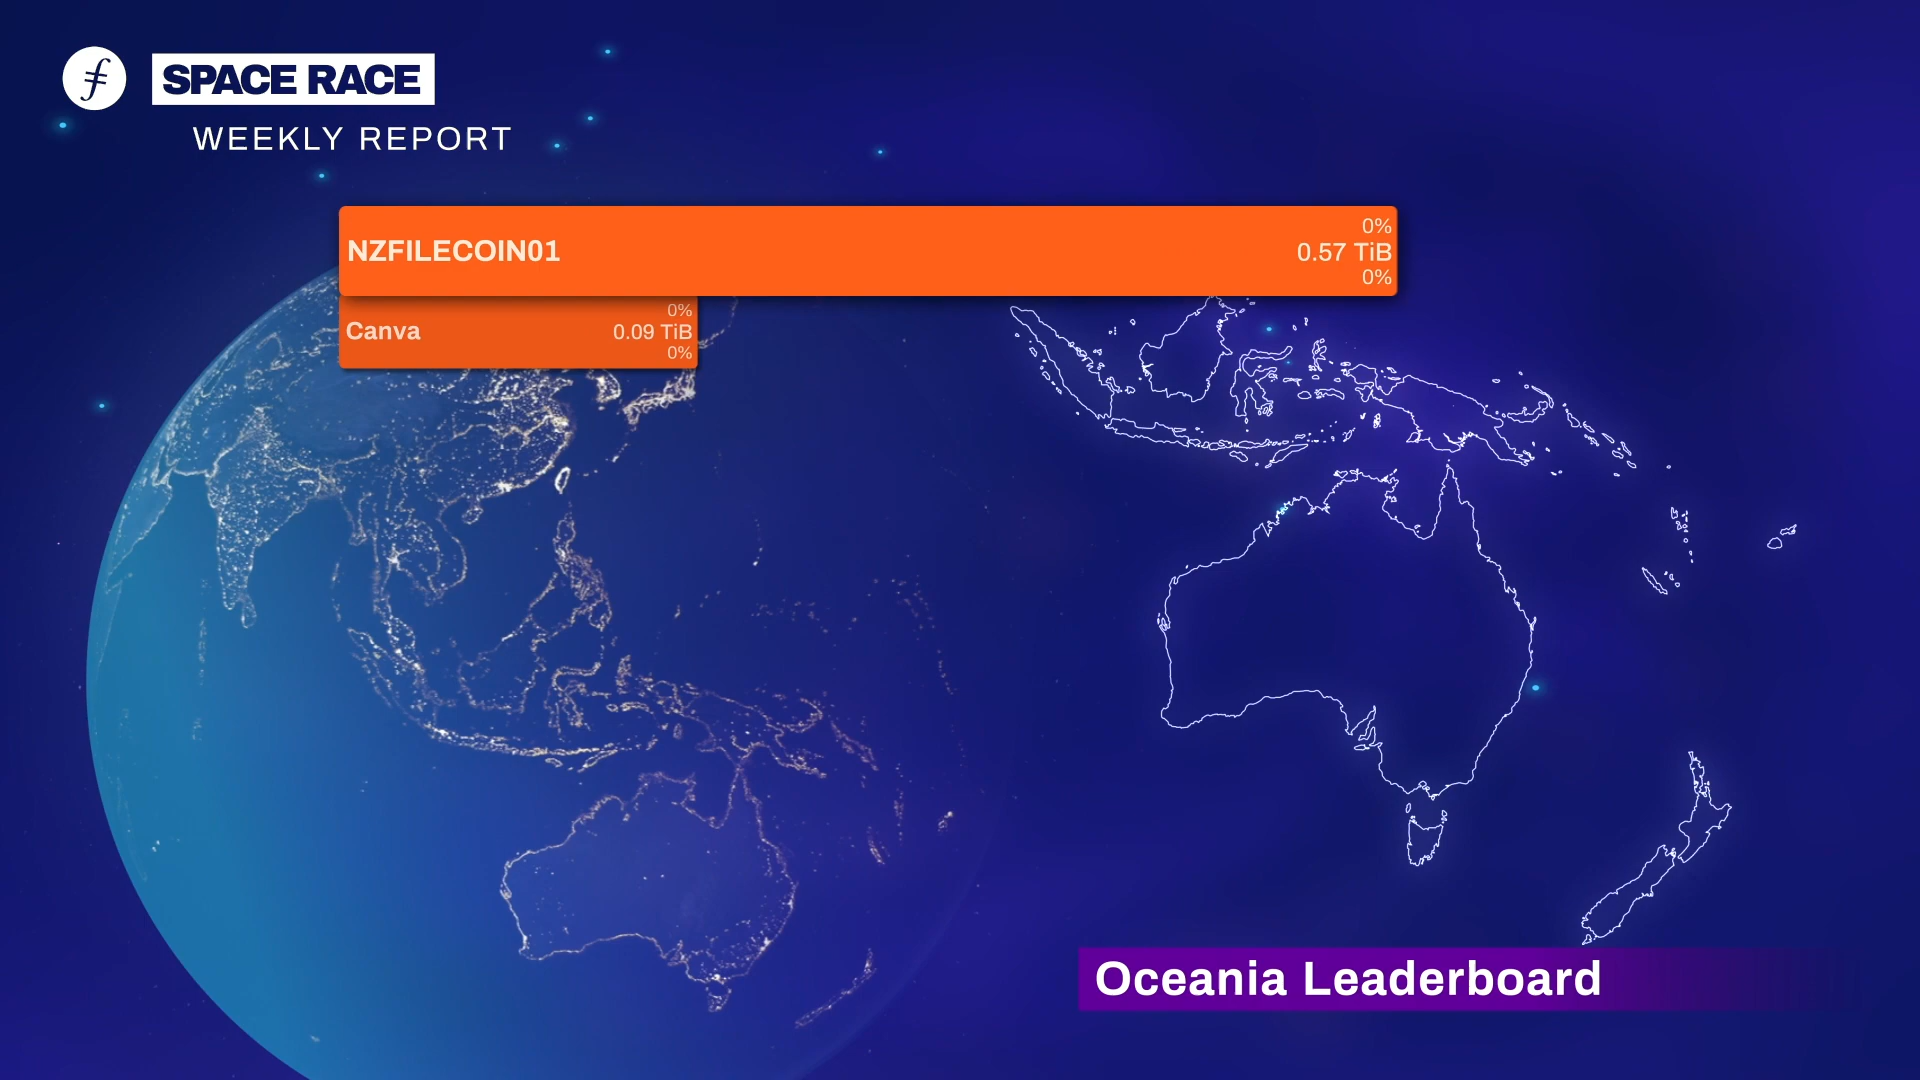 SPACE RACE
WEEKLY REPORT
NZFILECOIN01
0%
0.57 TiB
0%
Canva
0%
0.09 TiB
0%
Oceania Leaderboard